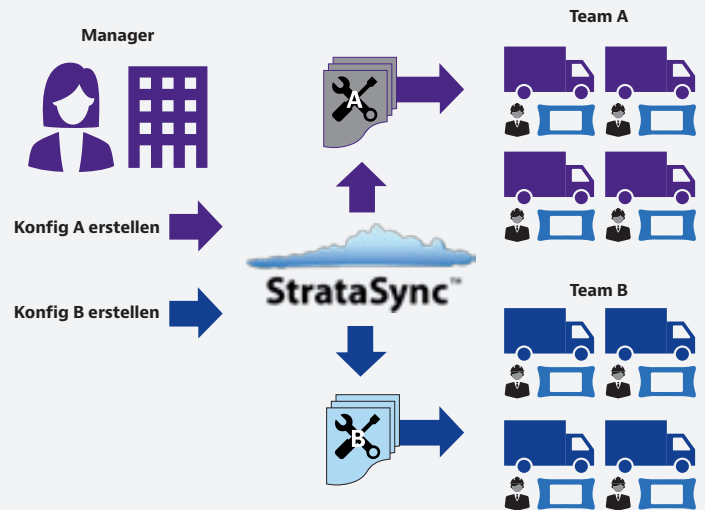 Manager
Team A
A
Konfig A erstellen
StrataSync™
Konfig B erstellen
Team B
B